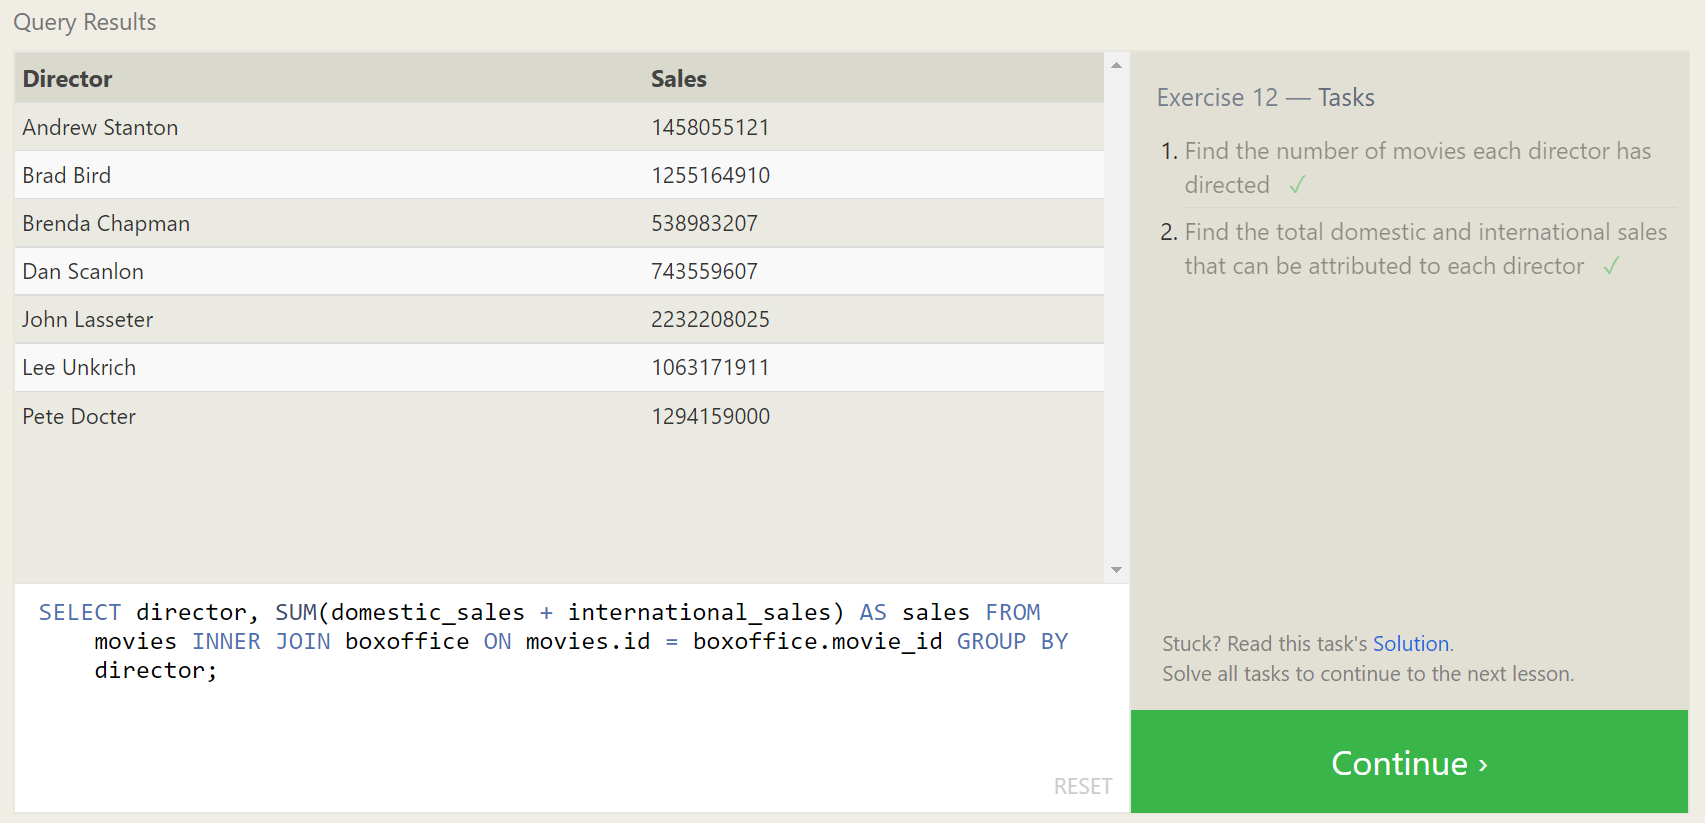 Query Results
Director Sales
Andrew Stanton 1458055121
Brad Bird 1255164910
Brenda Chapman 538983207
Dan Scanlon 743559607
John Lasseter 2232208025
Lee Unkrich 1063171911
Pete Docter 1294159000
SELECT director, SUM(domestic_sales + international_sales) AS sales FROM
movies INNER JOIN boxoffice ON movies.id = boxoffice.movie_id GROUP BY
director;
RESET
Exercise 12 — Tasks
1. Find the number of movies each director has
directed ✓
2. Find the total domestic and international sales
that can be attributed to each director ✓
Stuck? Read this task's Solution.
Solve all tasks to continue to the next lesson.
Continue ›